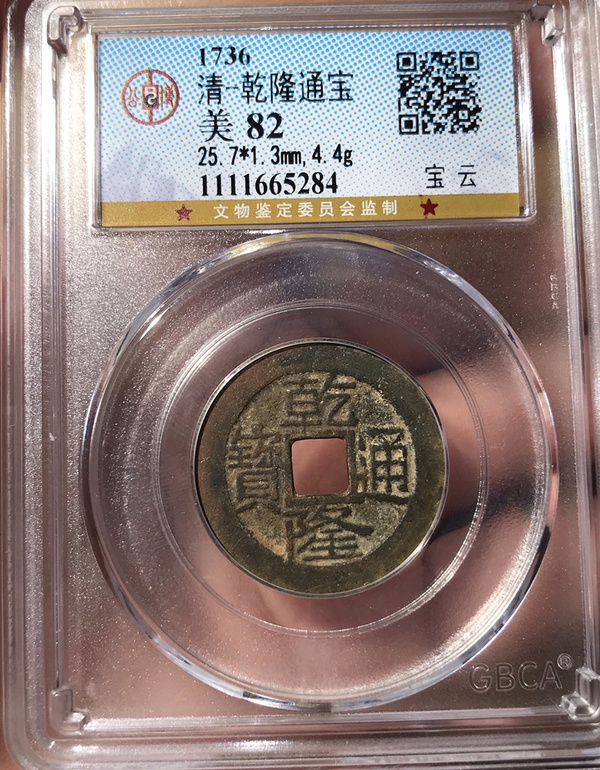 1736
清-乾隆通宝
美 82
25.7*1.3mm,4.4g
1111665284
宝云
文物鉴定委员会监制
乾隆通寶
GBCA®